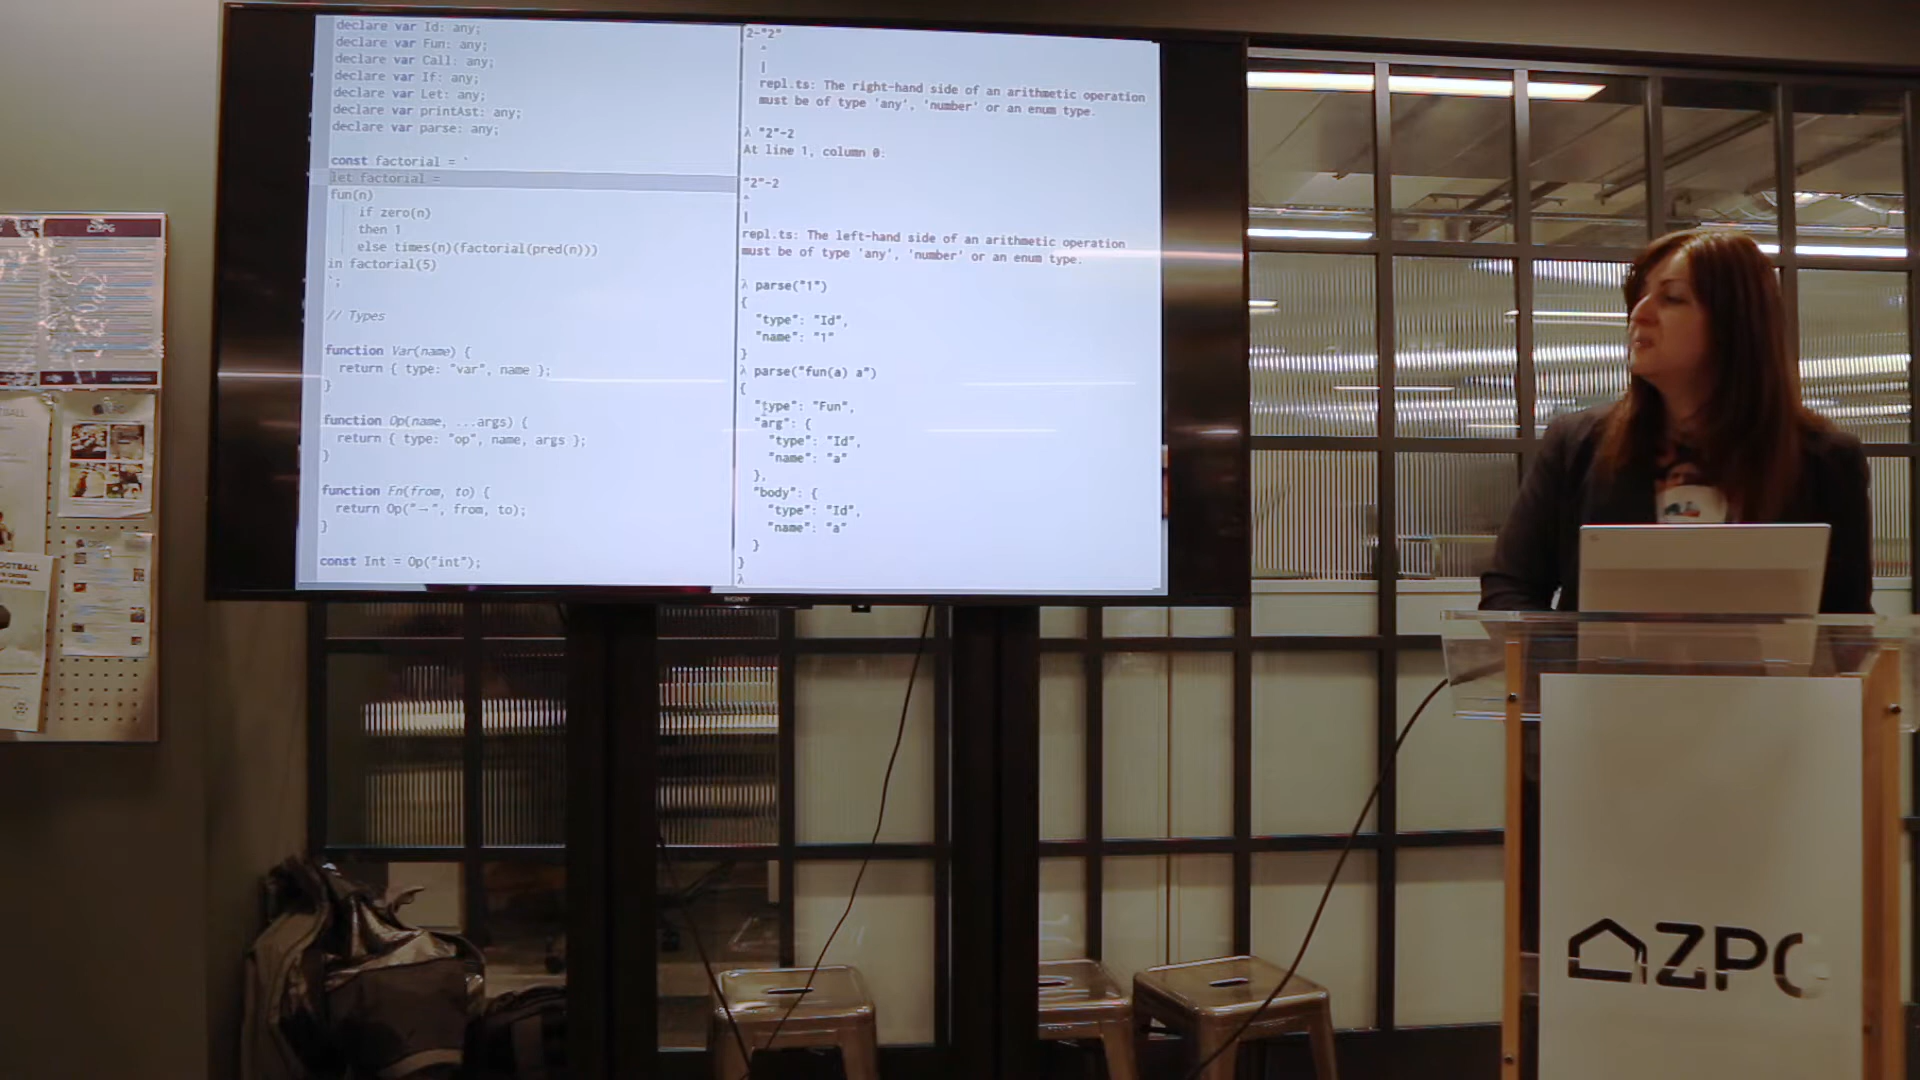 declare var Id: any;
declare var Fun: any;
declare var Call: any;
declare var If: any;
declare var Let: any;
declare var printAst: any;
declare var parse: any;
const factorial = `
let factorial =
fun(n)
if zero(n)
then 1
else times(n)(factorial(pred(n)))
in factorial(5)
`;
// Types
function Var(name) {
return { type: "var", name };
}
function Op(name, ...args) {
return { type: "op", name, args };
}
function Fn(from, to) {
return Op("→", from, to);
}
const Int = Op("int");
2-"2"
^
|
repl.ts: The right-hand side of an arithmetic operation
must be of type 'any', 'number' or an enum type.
λ "2"-2
At line 1, column 0:
"2"-2
^
|
repl.ts: The left-hand side of an arithmetic operation
must be of type 'any', 'number' or an enum type.
λ parse("1")
{
"type": "Id",
"name": "1"
}
λ parse("fun(a) a")
{
"type": "Fun",
"arg": {
"type": "Id",
"name": "a"
},
"body": {
"type": "Id",
"name": "a"
}
}
λ
SONY
ZPG